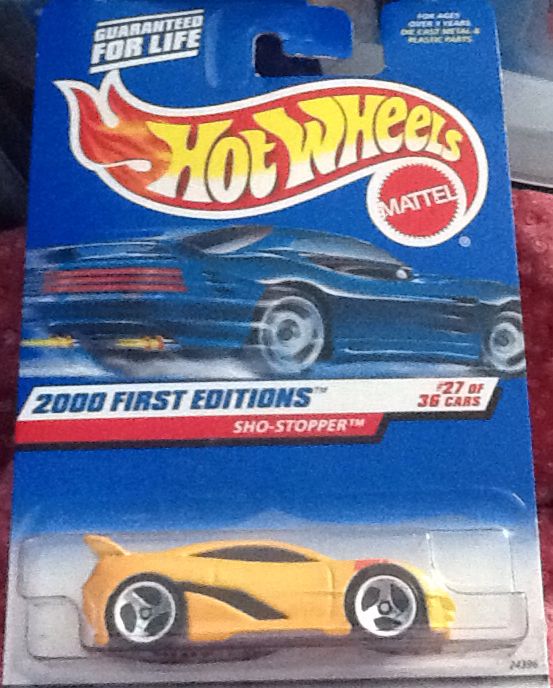 GUARANTEED
FOR LIFE
FOR AGES
OVER 3 YEARS
DIE CAST METAL &
PLASTIC PARTS
HOT WHEELS
MATTEL
®
2000 FIRST EDITIONS™
#27 OF
36 CARS
SHO-STOPPER™
24396